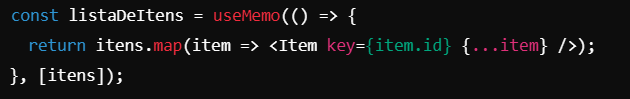 const listaDeItens = useMemo(() => {
  return itens.map(item => <Item key={item.id} {...item} />);
}, [itens]);